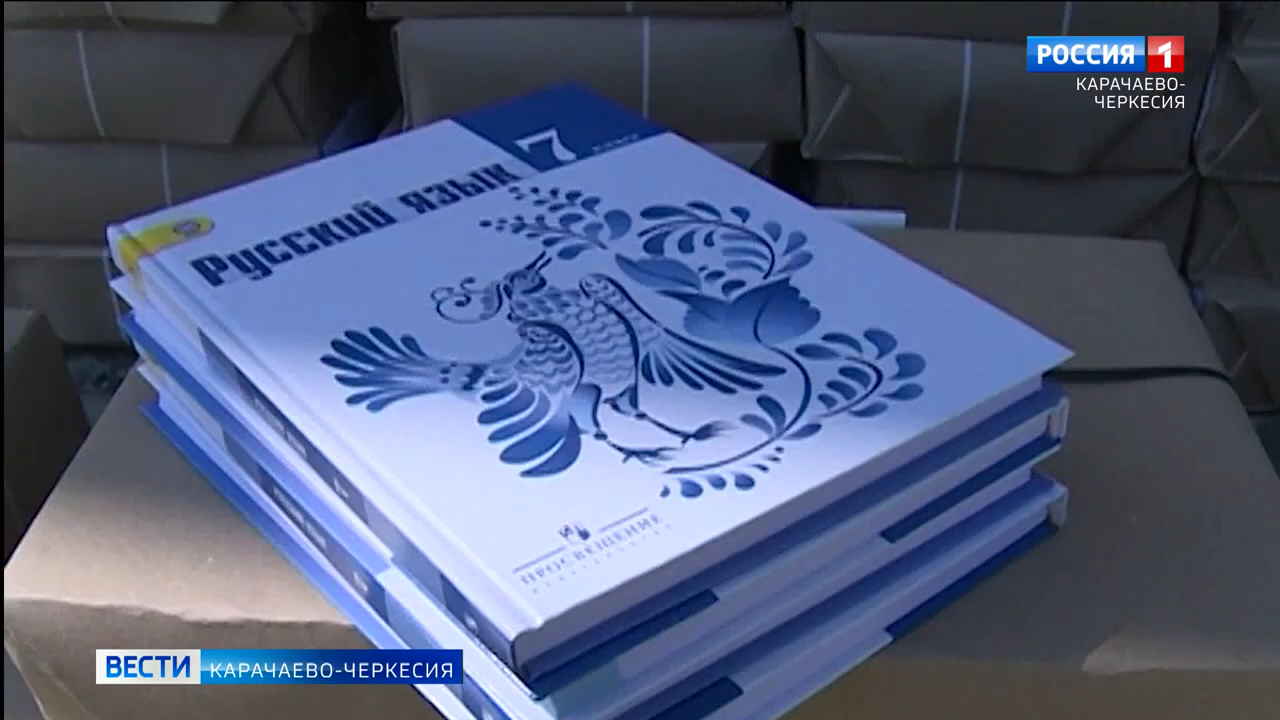 РОССИЯ 1
КАРАЧАЕВО-
ЧЕРКЕСИЯ
7
Русский язык
ПРОСВЕЩЕНИЕ
ВЕСТИ КАРАЧАЕВО-ЧЕРКЕСИЯ